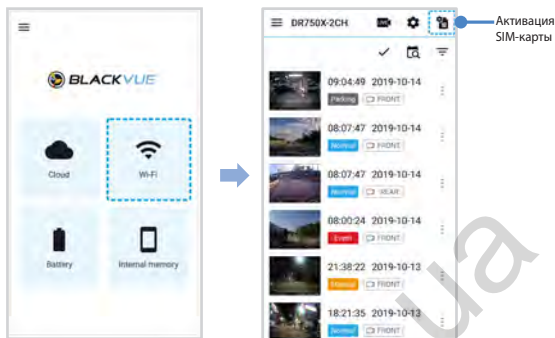 BLACKVUE
Cloud
Wi-Fi
Battery
Internal memory
DR750X-2CH
Активация
SIM-карты
09:04:49 2019-10-14
Parking FRONT
08:07:47 2019-10-14
Normal FRONT
08:07:47 2019-10-14
Normal REAR
08:00:24 2019-10-14
Event FRONT
21:38:22 2019-10-13
FRONT
18:21:35 2019-10-13
Normal FRONT
ua